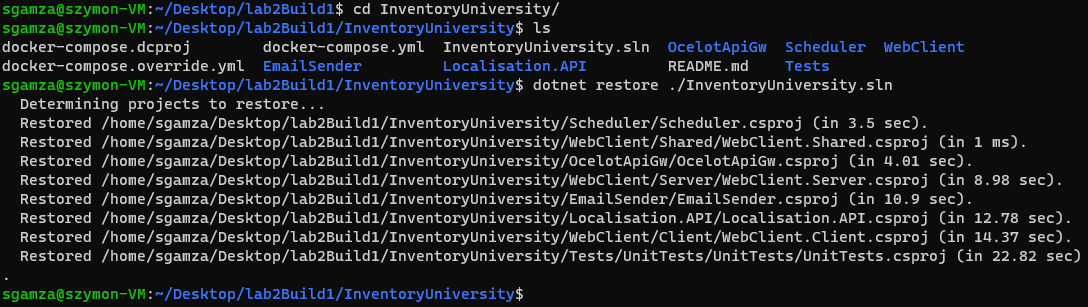 sgamza@szymon-VM:~/Desktop/lab2Build1$ cd InventoryUniversity/
sgamza@szymon-VM:~/Desktop/lab2Build1/InventoryUniversity$ ls
docker-compose.dcproj        docker-compose.yml  InventoryUniversity.sln  OcelotApiGw  Scheduler  WebClient
docker-compose.override.yml  EmailSender         Localisation.API         README.md    Tests
sgamza@szymon-VM:~/Desktop/lab2Build1/InventoryUniversity$ dotnet restore ./InventoryUniversity.sln
  Determining projects to restore...
  Restored /home/sgamza/Desktop/lab2Build1/InventoryUniversity/Scheduler/Scheduler.csproj (in 3.5 sec).
  Restored /home/sgamza/Desktop/lab2Build1/InventoryUniversity/WebClient/Shared/WebClient.Shared.csproj (in 1 ms).
  Restored /home/sgamza/Desktop/lab2Build1/InventoryUniversity/OcelotApiGw/OcelotApiGw.csproj (in 4.01 sec).
  Restored /home/sgamza/Desktop/lab2Build1/InventoryUniversity/WebClient/Server/WebClient.Server.csproj (in 8.98 sec).
  Restored /home/sgamza/Desktop/lab2Build1/InventoryUniversity/EmailSender/EmailSender.csproj (in 10.9 sec).
  Restored /home/sgamza/Desktop/lab2Build1/InventoryUniversity/Localisation.API/Localisation.API.csproj (in 12.78 sec).
  Restored /home/sgamza/Desktop/lab2Build1/InventoryUniversity/WebClient/Client/WebClient.Client.csproj (in 14.37 sec).
  Restored /home/sgamza/Desktop/lab2Build1/InventoryUniversity/Tests/UnitTests/UnitTests/UnitTests.csproj (in 22.82 sec)
.
sgamza@szymon-VM:~/Desktop/lab2Build1/InventoryUniversity$